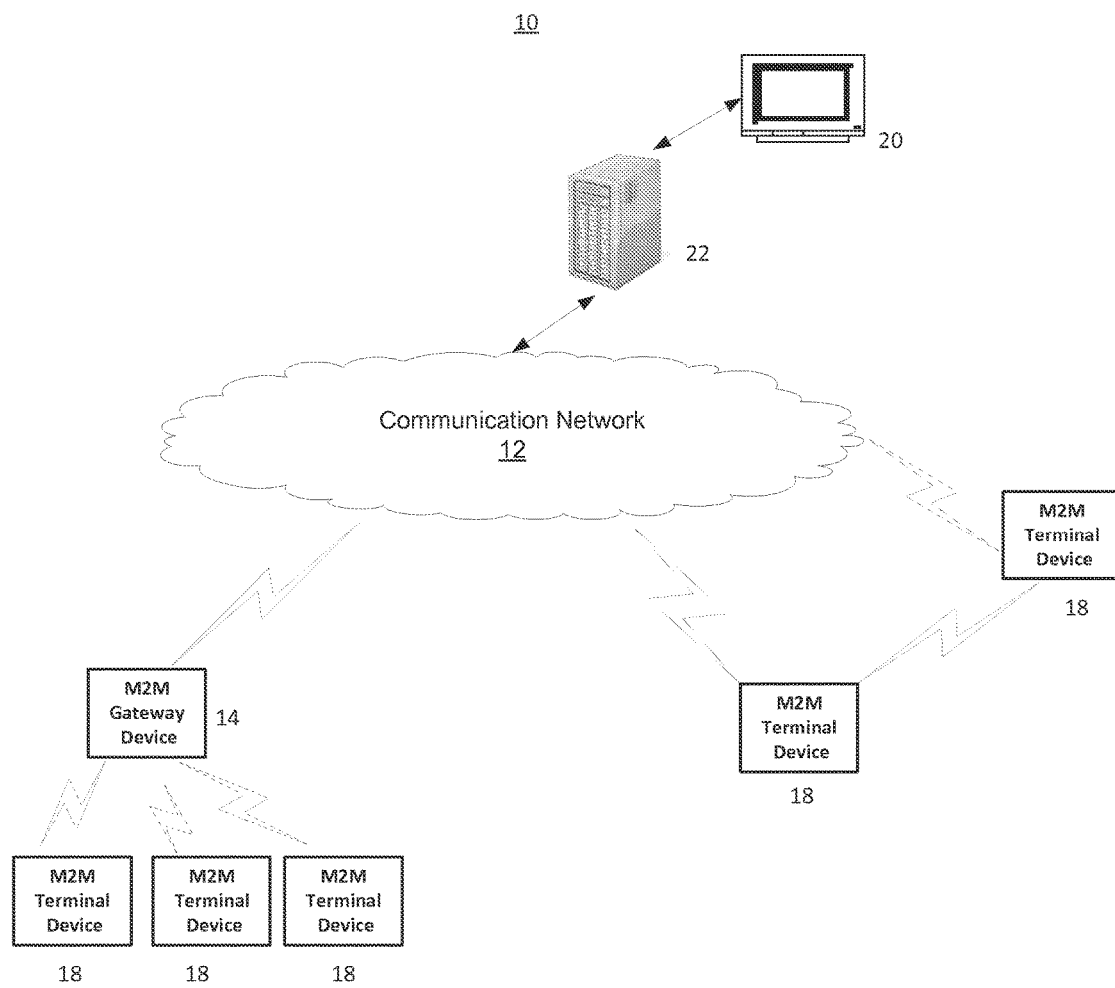 10
20
22
Communication Network
12
M2M
Terminal
Device
18
M2M
Gateway
Device
14
M2M
Terminal
Device
18
M2M
Terminal
Device
18
M2M
Terminal
Device
18
M2M
Terminal
Device
18